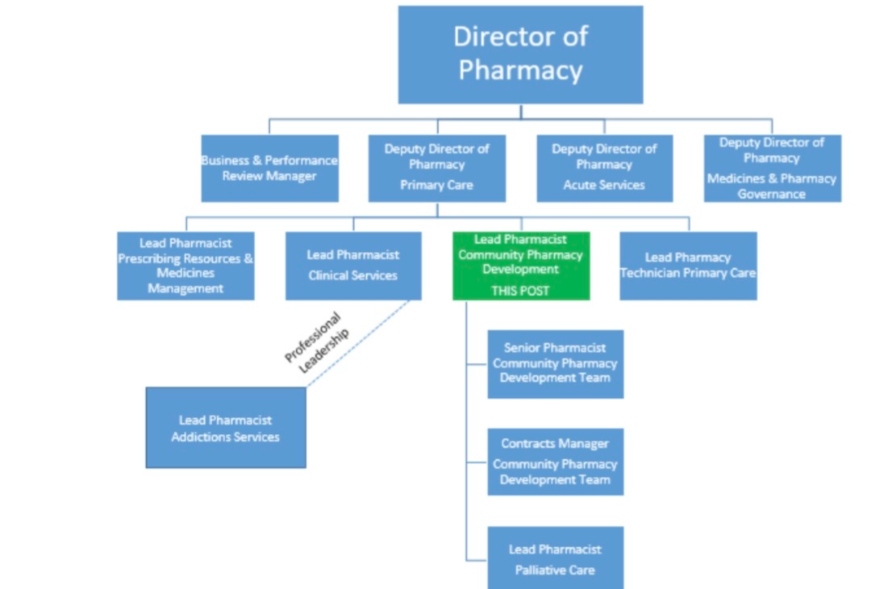 Director of
Pharmacy
Business & Performance
Review Manager
Deputy Director of
Pharmacy
Primary Care
Deputy Director of
Pharmacy
Acute Services
Deputy Director of
Pharmacy
Medicines & Pharmacy
Governance
Lead Pharmacist
Prescribing Resources &
Medicines
Management
Lead Pharmacist
Clinical Services
Lead Pharmacist
Community Pharmacy
Development
THIS POST
Lead Pharmacy
Technician Primary Care
Professional
Leadership
Senior Pharmacist
Community Pharmacy
Development Team
Lead Pharmacist
Addictions Services
Contracts Manager
Community Pharmacy
Development Team
Lead Pharmacist
Palliative Care